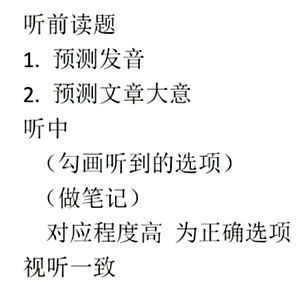 听前读题
1. 预测发音
2. 预测文章大意
听中
（勾画听到的选项）
（做笔记）
对应程度高 为正确选项
视听一致